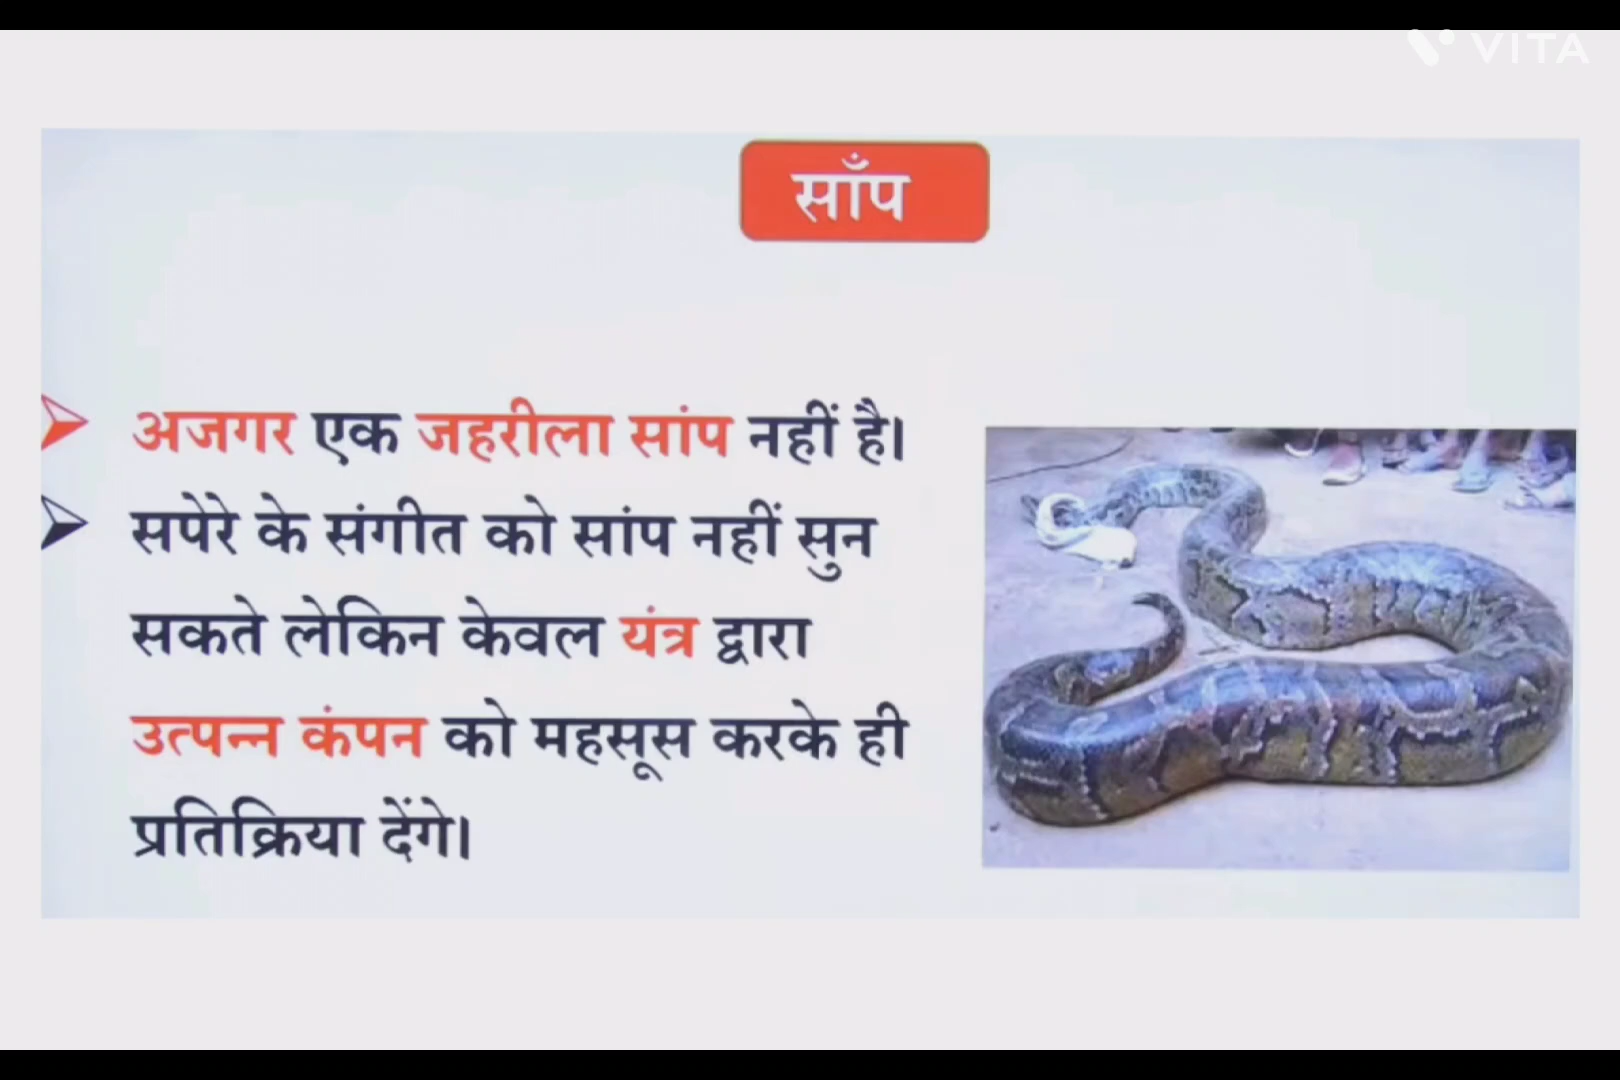 VITA
साँप
अजगर एक जहरीला सांप नहीं है।
सपेरे के संगीत को सांप नहीं सुन
सकते लेकिन केवल यंत्र द्वारा
उत्पन्न कंपन को महसूस करके ही
प्रतिक्रिया देंगे।